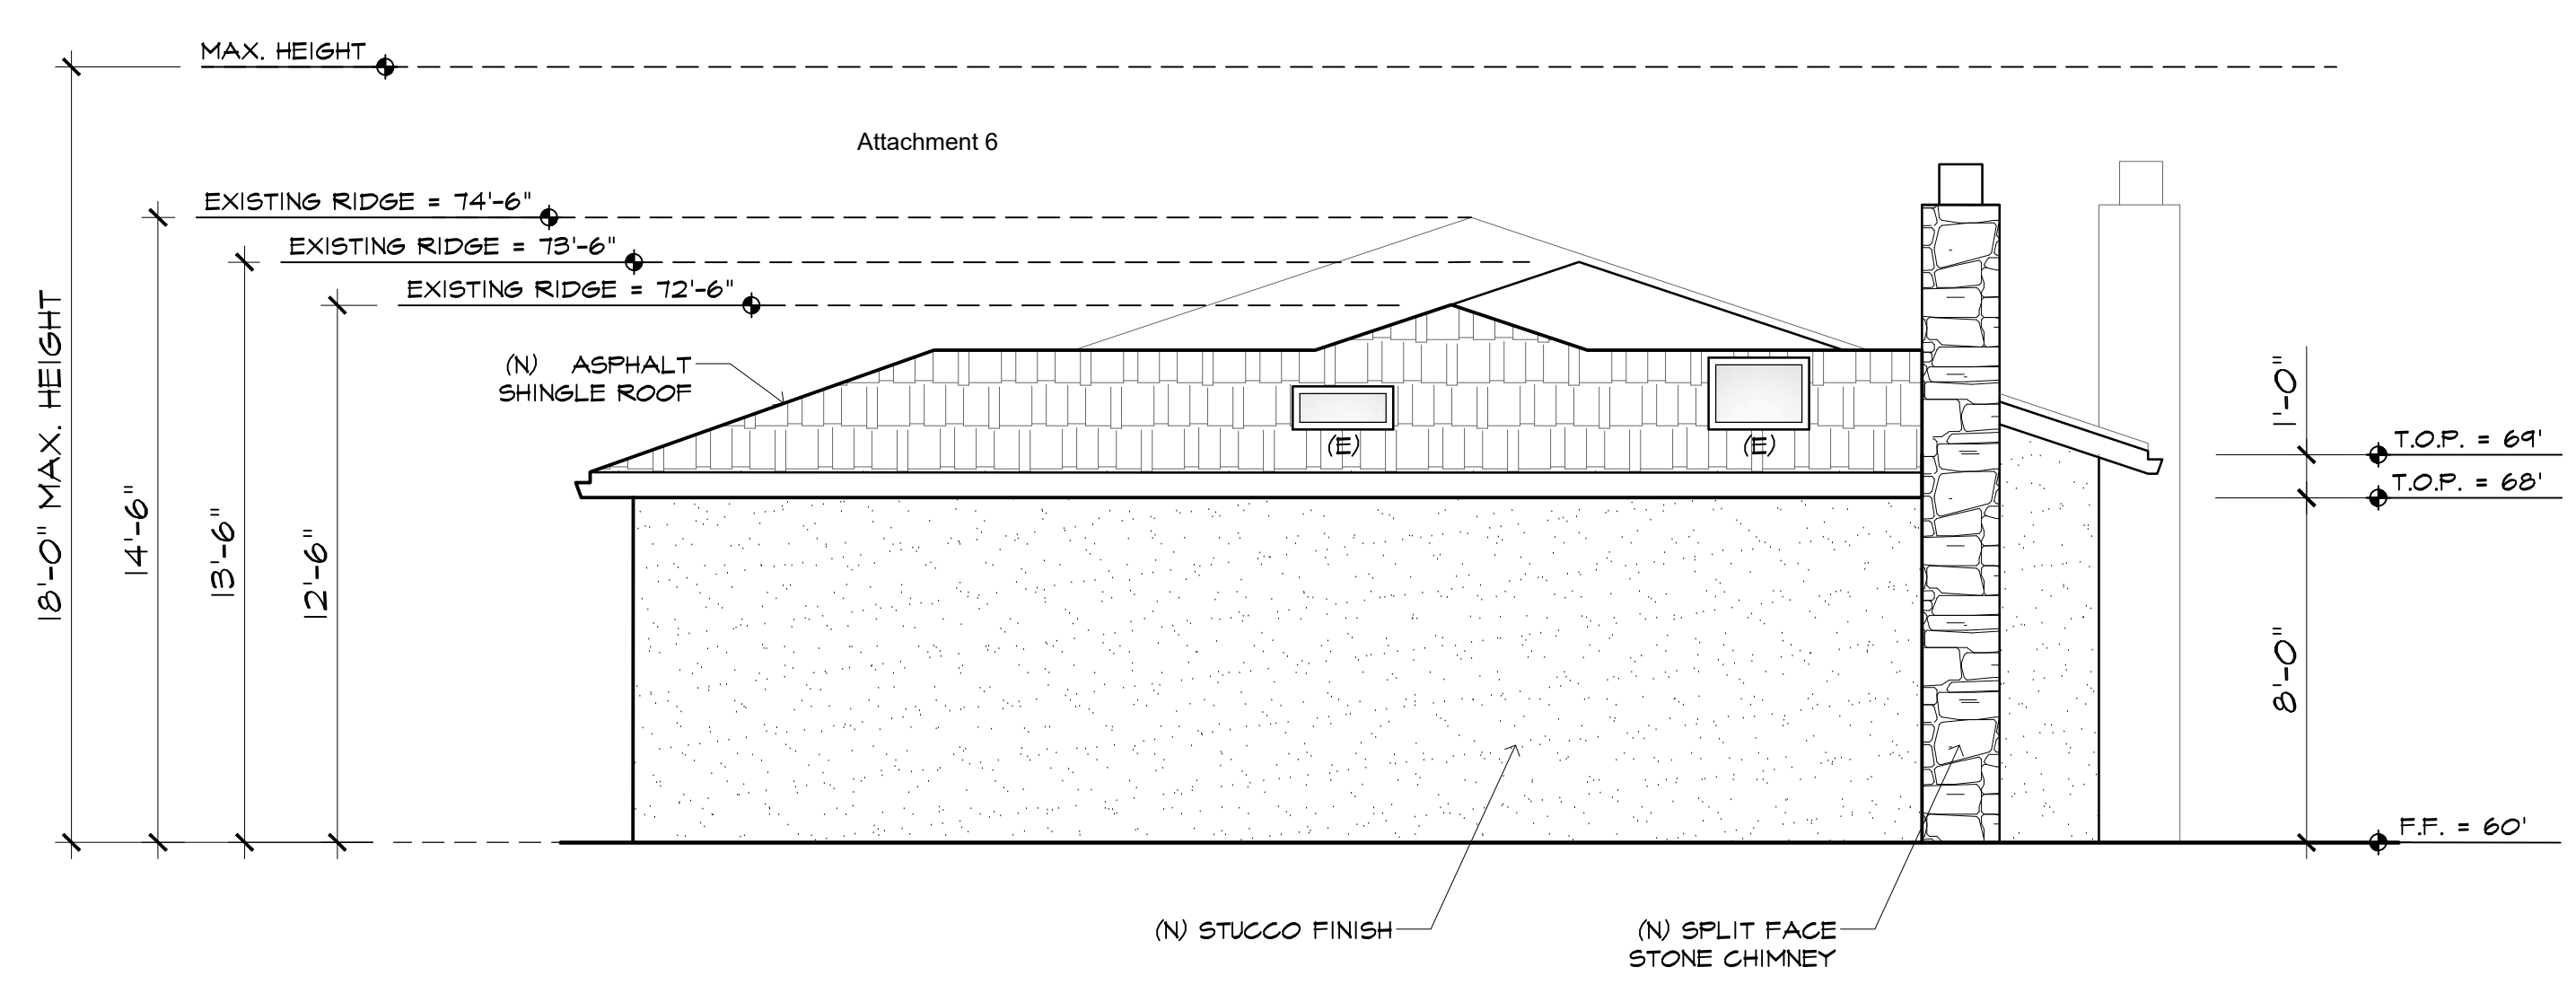 MAX. HEIGHT
Attachment 6
EXISTING RIDGE = 74'-6"
EXISTING RIDGE = 73'-6"
EXISTING RIDGE = 72'-6"
(N) ASPHALT
SHINGLE ROOF
(E)
(E)
18'-0" MAX. HEIGHT
14'-6"
13'-6"
12'-6"
1'-0"
T.O.P. = 69'
T.O.P. = 68'
8'-0"
F.F. = 60'
(N) STUCCO FINISH
(N) SPLIT FACE
STONE CHIMNEY